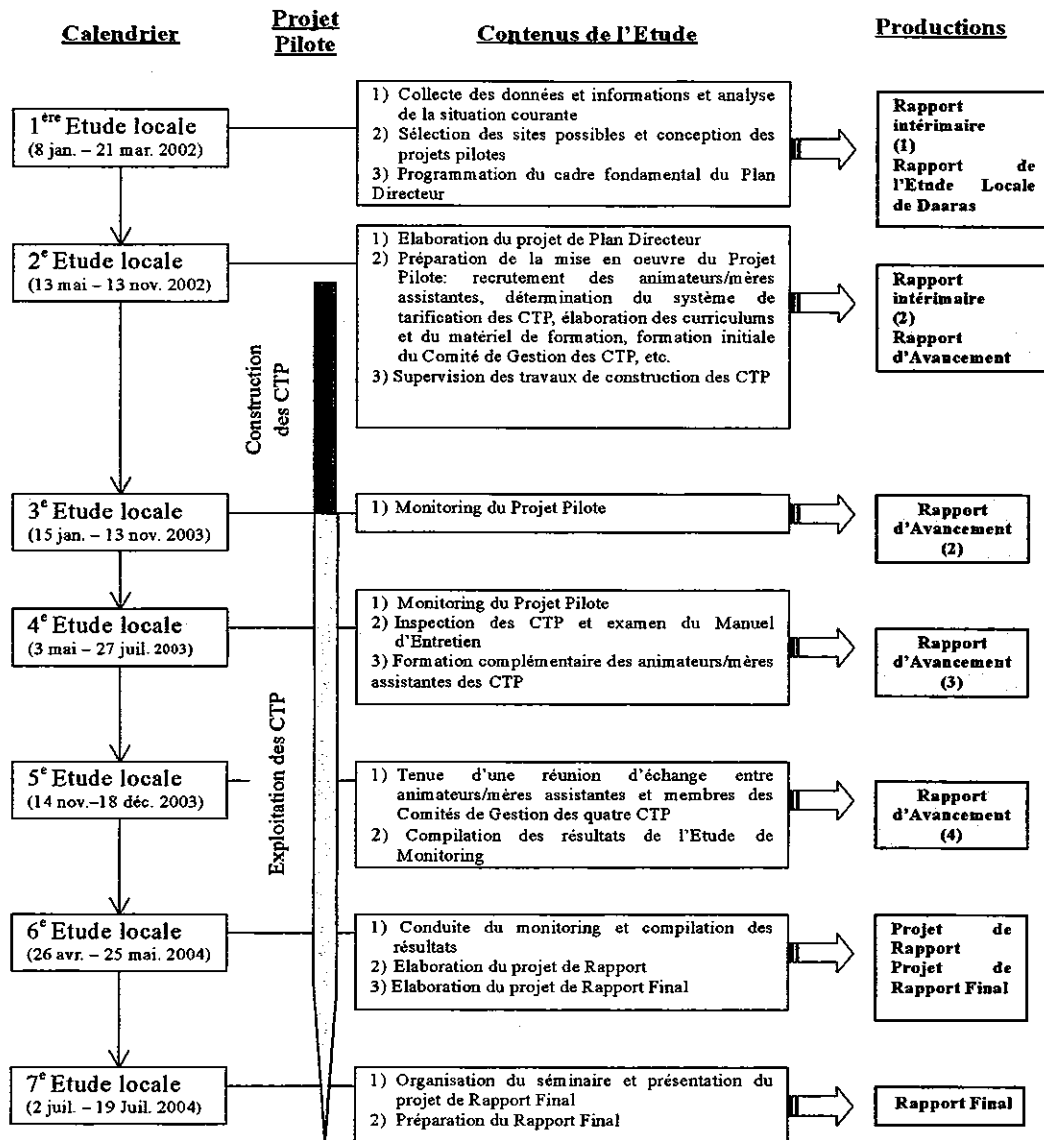 Calendrier
Projet
Pilote
Contenus de l'Etude
Productions
1ère Etude locale
(8 jan. – 21 mar. 2002)
1) Collecte des données et informations et analyse
de la situation courante
2) Sélection des sites possibles et conception des
projets pilotes
3) Programmation du cadre fondamental du Plan
Directeur
Rapport
intérimaire
(1)
Rapport de
l'Etude Locale
de Daaras
2e Etude locale
(13 mai – 13 nov. 2002)
1) Elaboration du projet de Plan Directeur
2) Préparation de la mise en oeuvre du Projet
Pilote: recrutement des animateurs/mères
assistantes, détermination du système de
tarification des CTP, élaboration des curriculums
et du matériel de formation, formation initiale
du Comité de Gestion des CTP, etc.
3) Supervision des travaux de construction des CTP
Rapport
intérimaire
(2)
Rapport
d'Avancement
Construction
des CTP
3e Etude locale
(15 jan. – 13 nov. 2003)
1) Monitoring du Projet Pilote
Rapport
d'Avancement
(2)
4e Etude locale
(3 mai – 27 juil. 2003)
1) Monitoring du Projet Pilote
2) Inspection des CTP et examen du Manuel
d'Entretien
3) Formation complémentaire des animateurs/mères
assistantes des CTP
Rapport
d'Avancement
(3)
Exploitation des CTP
5e Etude locale
(14 nov.–18 déc. 2003)
1) Tenue d'une réunion d'échange entre
animateurs/mères assistantes et membres des
Comités de Gestion des quatre CTP
2) Compilation des résultats de l'Etude de
Monitoring
Rapport
d'Avancement
(4)
6e Etude locale
(26 avr. – 25 mai. 2004)
1) Conduite du monitoring et compilation des
résultats
2) Elaboration du projet de Rapport
3) Elaboration du projet de Rapport Final
Projet de
Rapport
Projet de
Rapport Final
7e Etude locale
(2 juil. – 19 Juil. 2004)
1) Organisation du séminaire et présentation du
projet de Rapport Final
2) Préparation du Rapport Final
Rapport Final